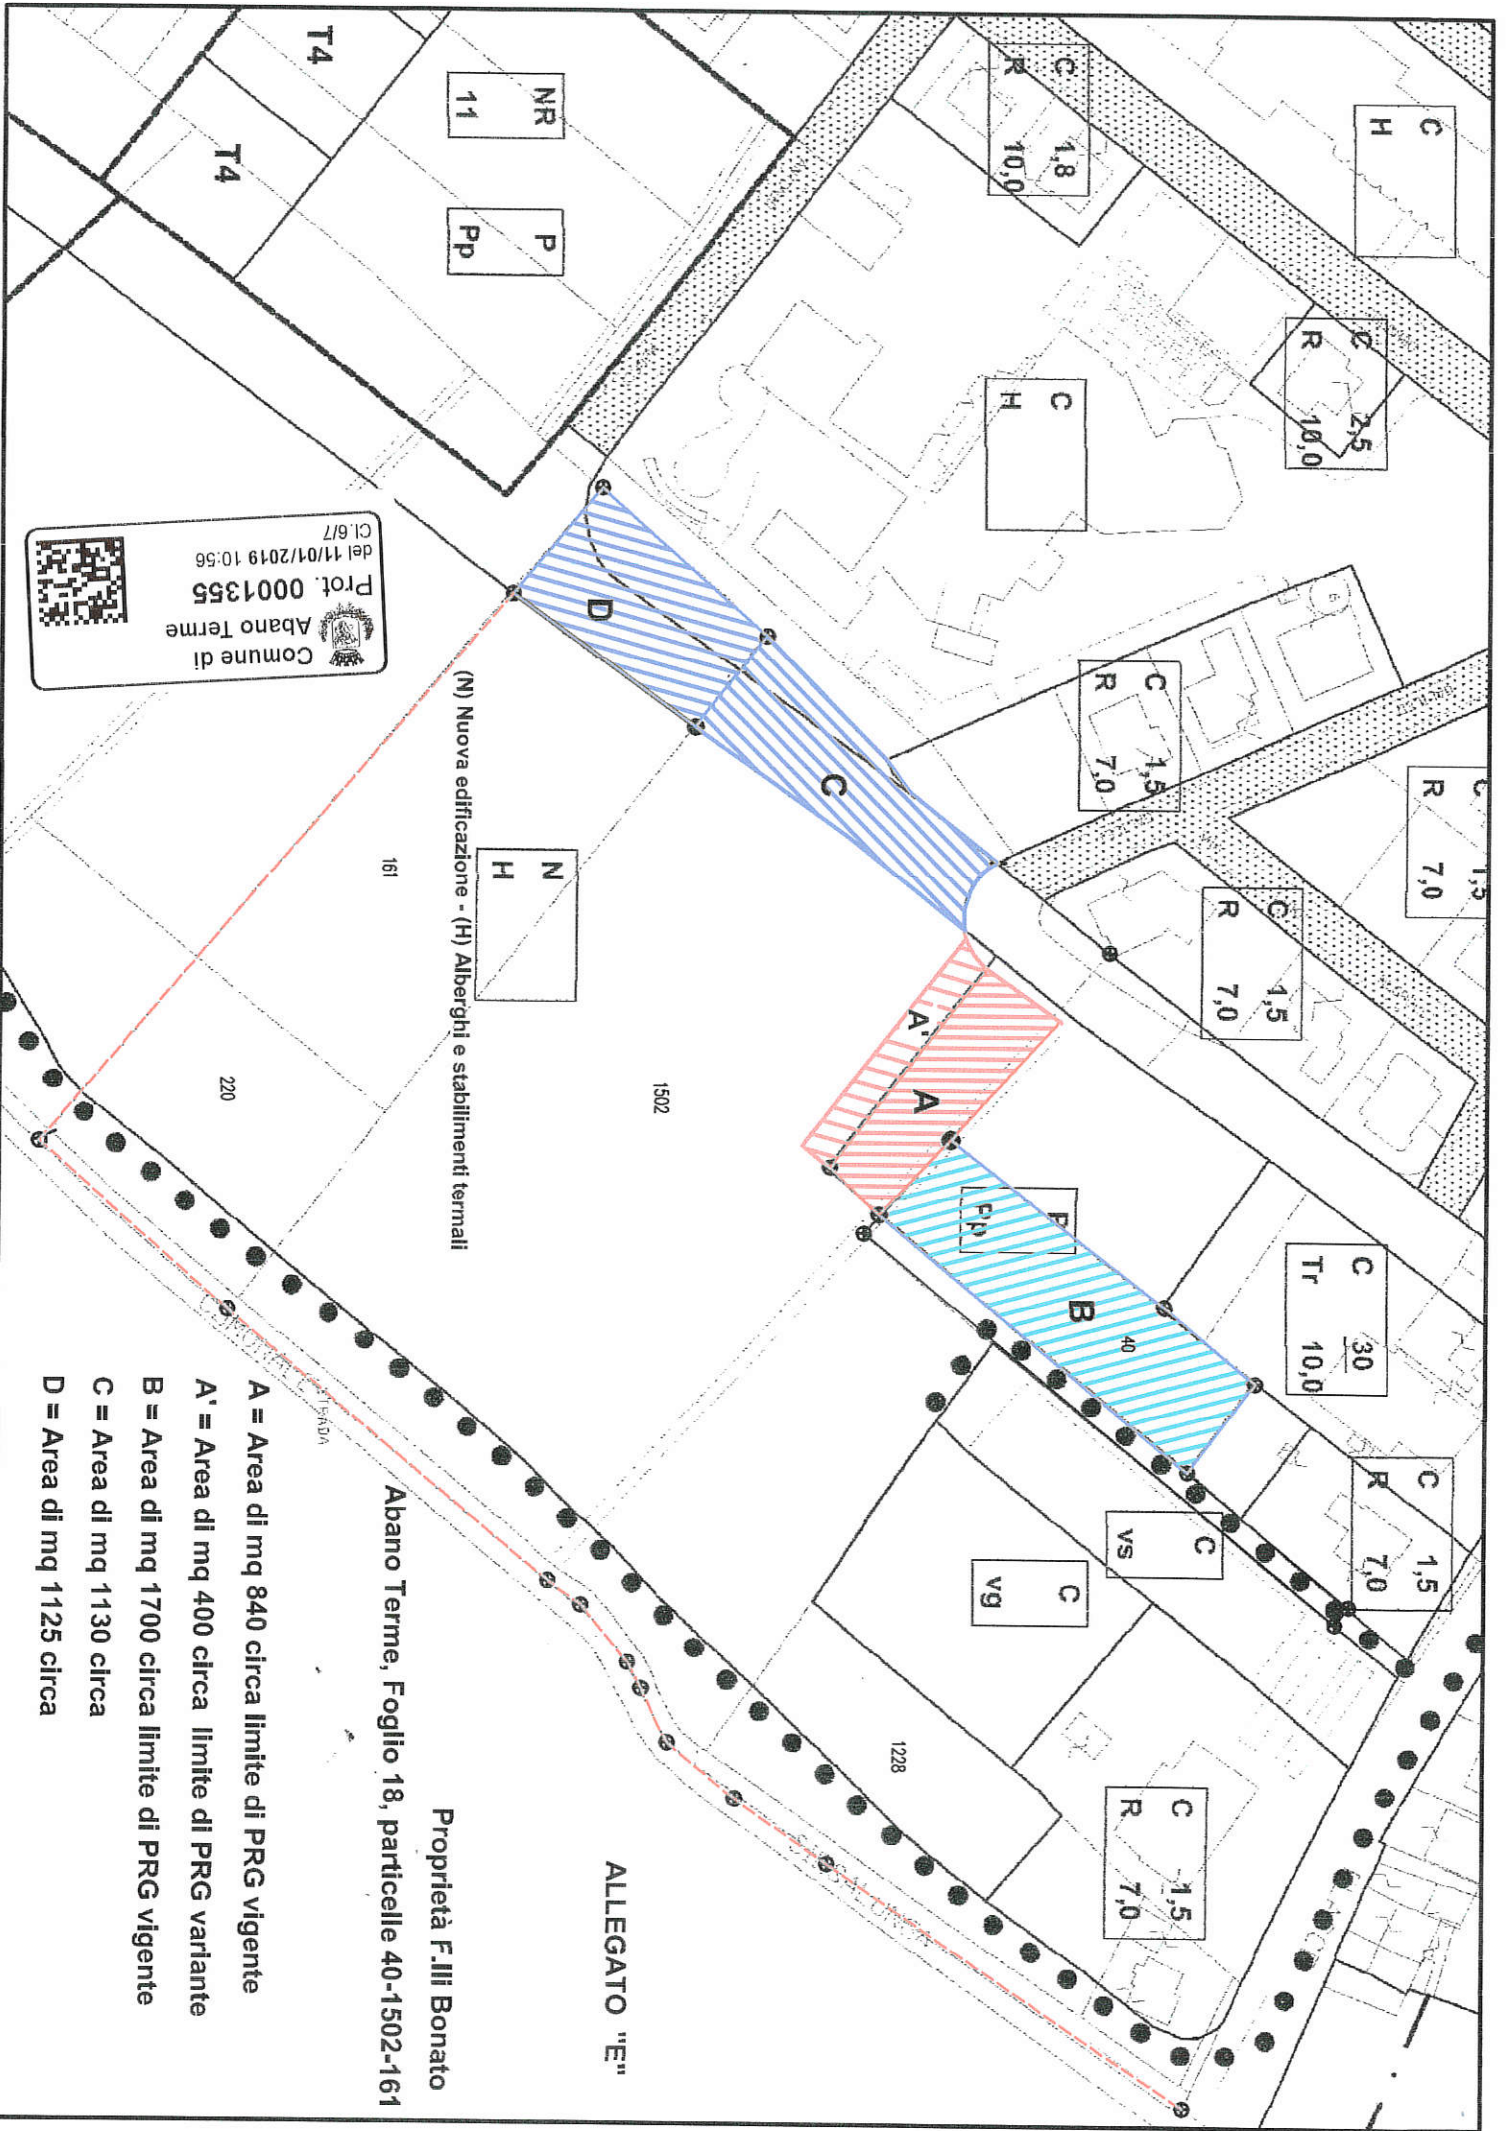 C
H
C 1,8
R 10,0
C 2,5
R 10,0
C
H
C 1,5
R 7,0
C 1,5
R 7,0
C 1,5
R 7,0
C 30
Tr 10,0
C 1,5
R 7,0
C 1,5
R 7,0
C
vs
C
vg
T4
T4
NR
11
P
Pp
P
Pp
N
H
(N) Nuova edificazione - (H) Alberghi e stabilimenti termali
A
A'
B
C
D
40
1502
161
220
1228
Comune di
Abano Terme
Prot. 0001355
del 11/01/2019 10:56
Cl. 6/7
ALLEGATO "E"
Proprietà F.lli Bonato
Abano Terme, Foglio 18, particelle 40-1502-161
A = Area di mq 840 circa limite di PRG vigente
A' = Area di mq 400 circa limite di PRG variante
B = Area di mq 1700 circa limite di PRG vigente
C = Area di mq 1130 circa
D = Area di mq 1125 circa